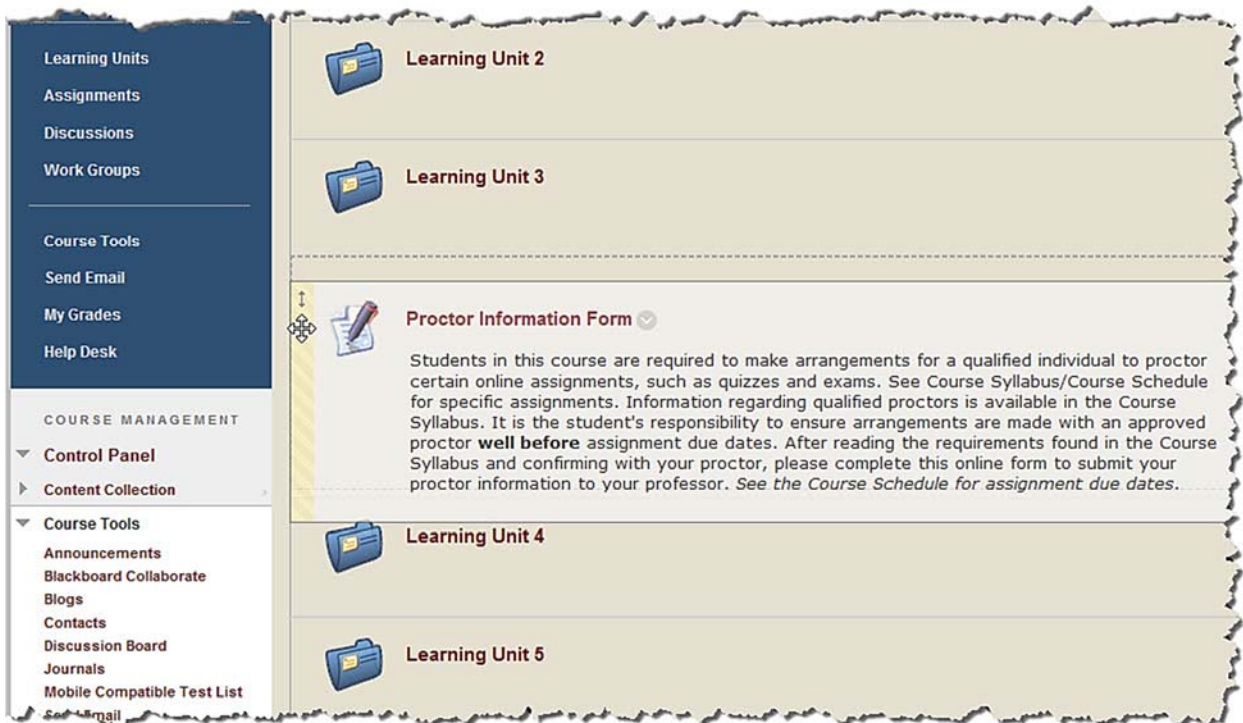 Learning Units
Assignments
Discussions
Work Groups
Course Tools
Send Email
My Grades
Help Desk
COURSE MANAGEMENT
Control Panel
Content Collection
Course Tools
Announcements
Blackboard Collaborate
Blogs
Contacts
Discussion Board
Journals
Mobile Compatible Test List
Send Email
Learning Unit 2
Learning Unit 3
Proctor Information Form
Students in this course are required to make arrangements for a qualified individual to proctor
certain online assignments, such as quizzes and exams. See Course Syllabus/Course Schedule
for specific assignments. Information regarding qualified proctors is available in the Course
Syllabus. It is the student's responsibility to ensure arrangements are made with an approved
proctor well before assignment due dates. After reading the requirements found in the Course
Syllabus and confirming with your proctor, please complete this online form to submit your
proctor information to your professor. See the Course Schedule for assignment due dates.
Learning Unit 4
Learning Unit 5